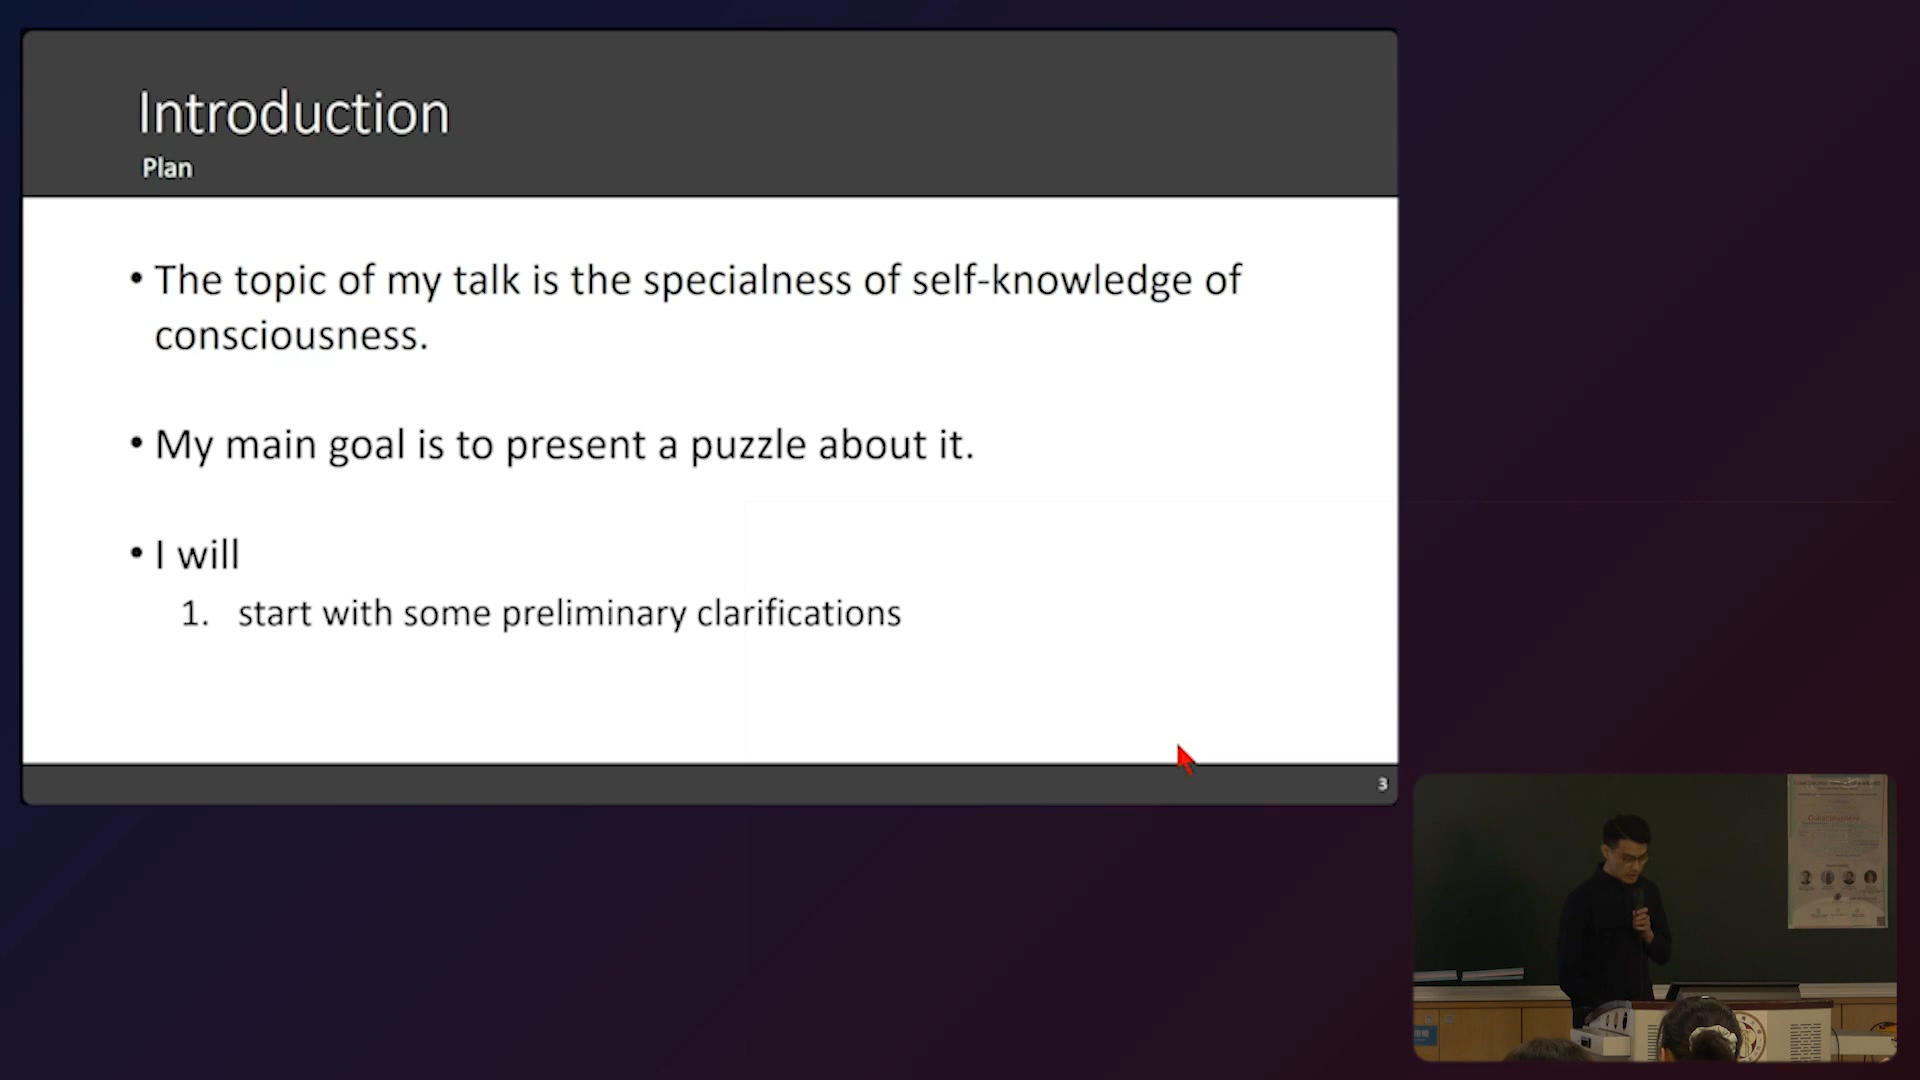 Introduction
Plan
• The topic of my talk is the specialness of self-knowledge of
consciousness.
• My main goal is to present a puzzle about it.
• I will
1. start with some preliminary clarifications
3
Consciousness